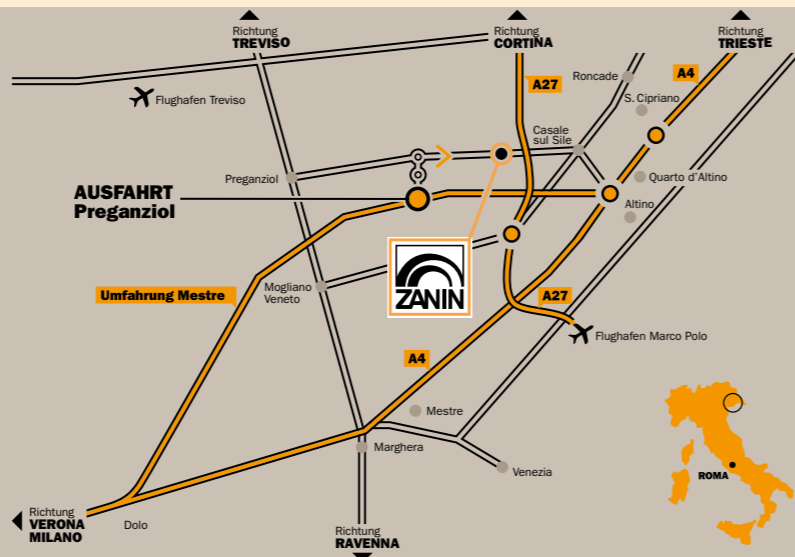 Richtung
TREVISO
Richtung
CORTINA
Richtung
TRIESTE
A27
A4
Roncade
S. Cipriano
Flughafen Treviso
Casale
sul Sile
Preganziol
Quarto d'Altino
AUSFAHRT
Preganziol
Altino
ZANIN
Mogliano
Veneto
Umfahrung Mestre
A27
Flughafen Marco Polo
A4
Mestre
Marghera
Venezia
ROMA
Richtung
VERONA
MILANO
Dolo
Richtung
RAVENNA